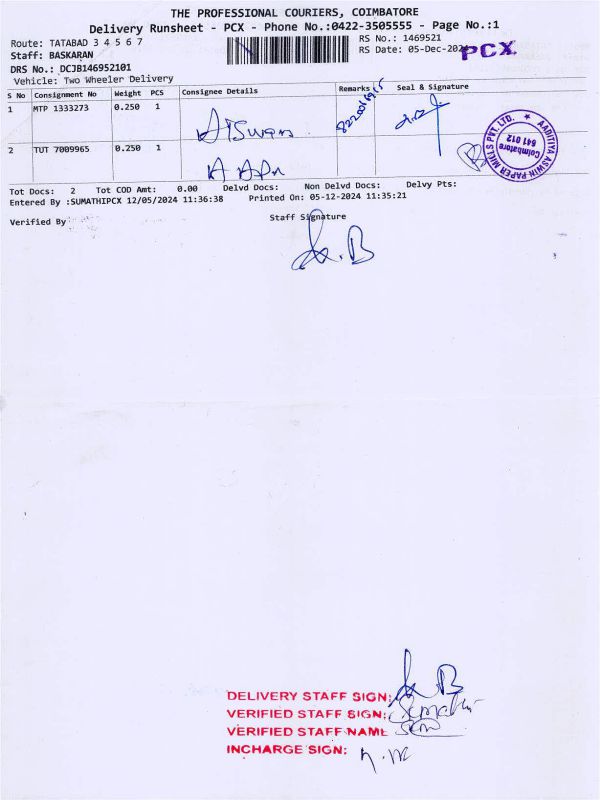 THE PROFESSIONAL COURIERS, COIMBATORE
Delivery Runsheet - PCX - Phone No.:0422-3505555 - Page No.:1
Route: TATABAD 3 4 5 6 7
RS No.: 1469521
Staff: BASKARAN
RS Date: 05-Dec-2024
PCX
DRS No.: DCJB146952101
Vehicle: Two Wheeler Delivery
S No Consignment No Weight PCS Consignee Details Remarks Seal & Signature
1 MTP 1333273 0.250 1
2 TUT 7009965 0.250 1
AADITYA ASWIN PAPER MILLS PVT. LTD. ★
Coimbatore
641 012
Tot Docs: 2 Tot COD Amt: 0.00 Delvd Docs: Non Delvd Docs: Delvy Pts:
Entered By :SUMATHIPCX 12/05/2024 11:36:38 Printed On: 05-12-2024 11:35:21
Verified By
Staff Signature
DELIVERY STAFF SIGN:
VERIFIED STAFF SIGN:
VERIFIED STAFF NAME
INCHARGE SIGN: